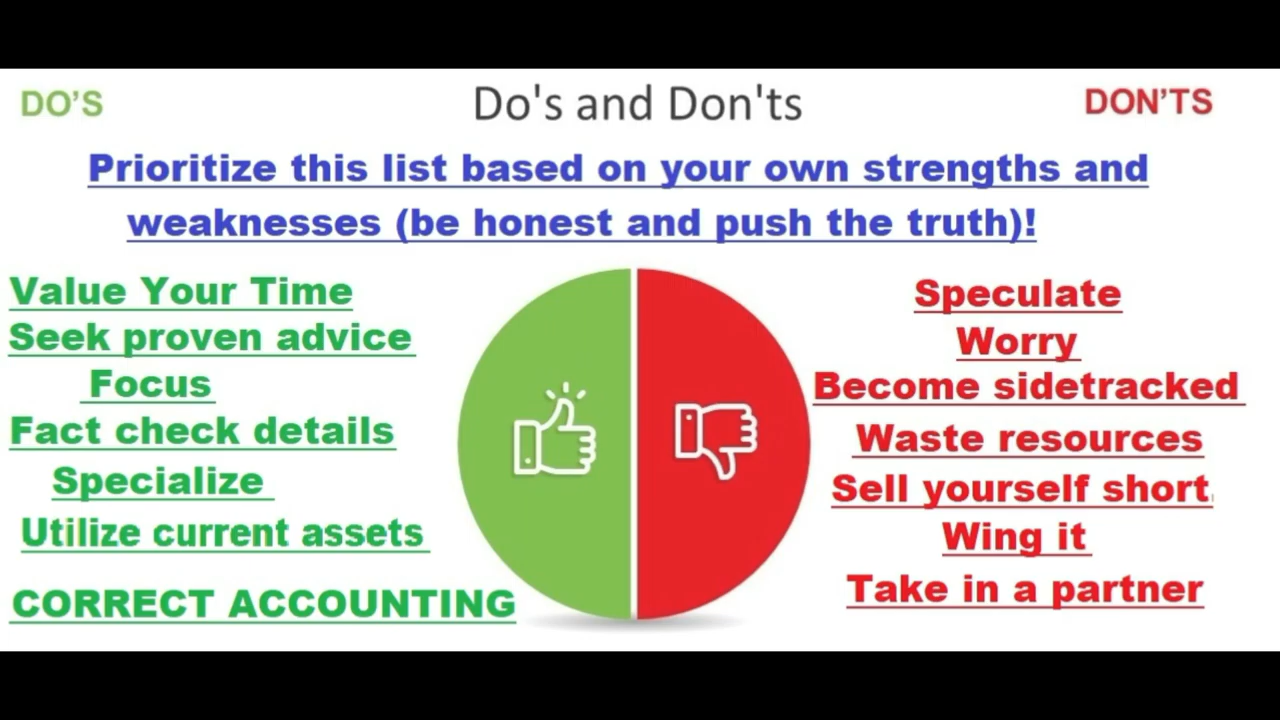 DO'S
Do's and Don'ts
DON'TS
Prioritize this list based on your own strengths and
weaknesses (be honest and push the truth)!
Value Your Time
Seek proven advice
Focus
Fact check details
Specialize
Utilize current assets
CORRECT ACCOUNTING
Speculate
Worry
Become sidetracked
Waste resources
Sell yourself short.
Wing it
Take in a partner